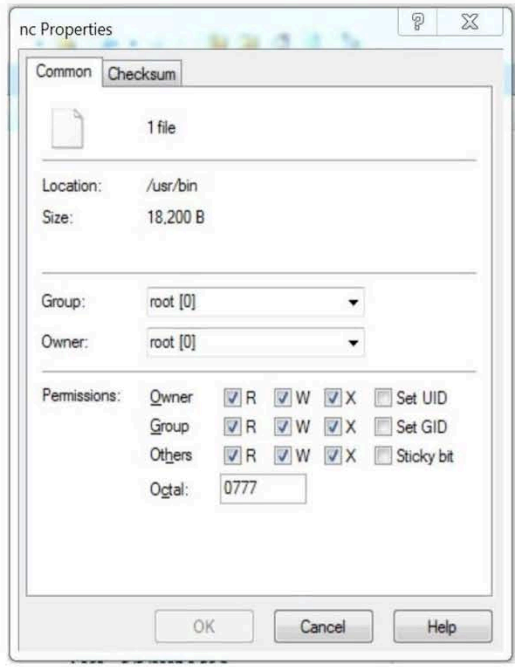 nc Properties
Common Checksum
1 file
Location: /usr/bin
Size: 18,200 B
Group: root [0]
Owner: root [0]
Permissions: Owner R W X Set UID
Group R W X Set GID
Others R W X Sticky bit
Octal: 0777
OK Cancel Help